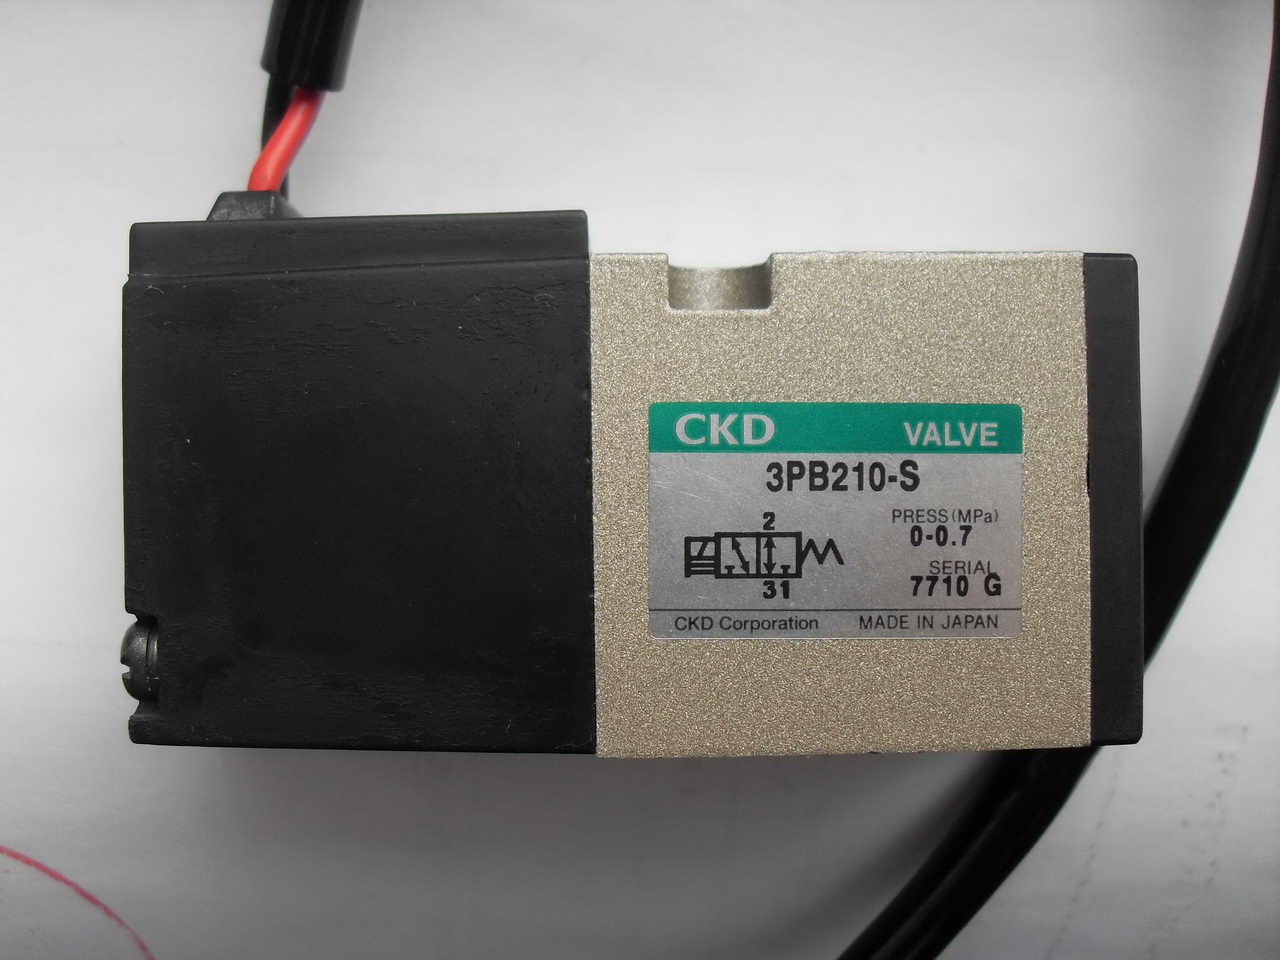 CKD VALVE
3PB210-S
2
PRESS(MPa)
0-0.7
31
SERIAL
7710 G
CKD Corporation MADE IN JAPAN